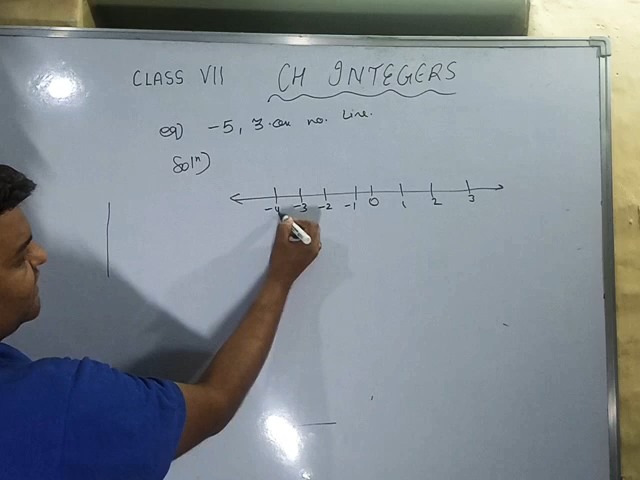 CLASS VII CH INTEGERS
eg) -5, 3 on no. Line.
Solⁿ)
-4 -3 -2 -1 0 1 2 3